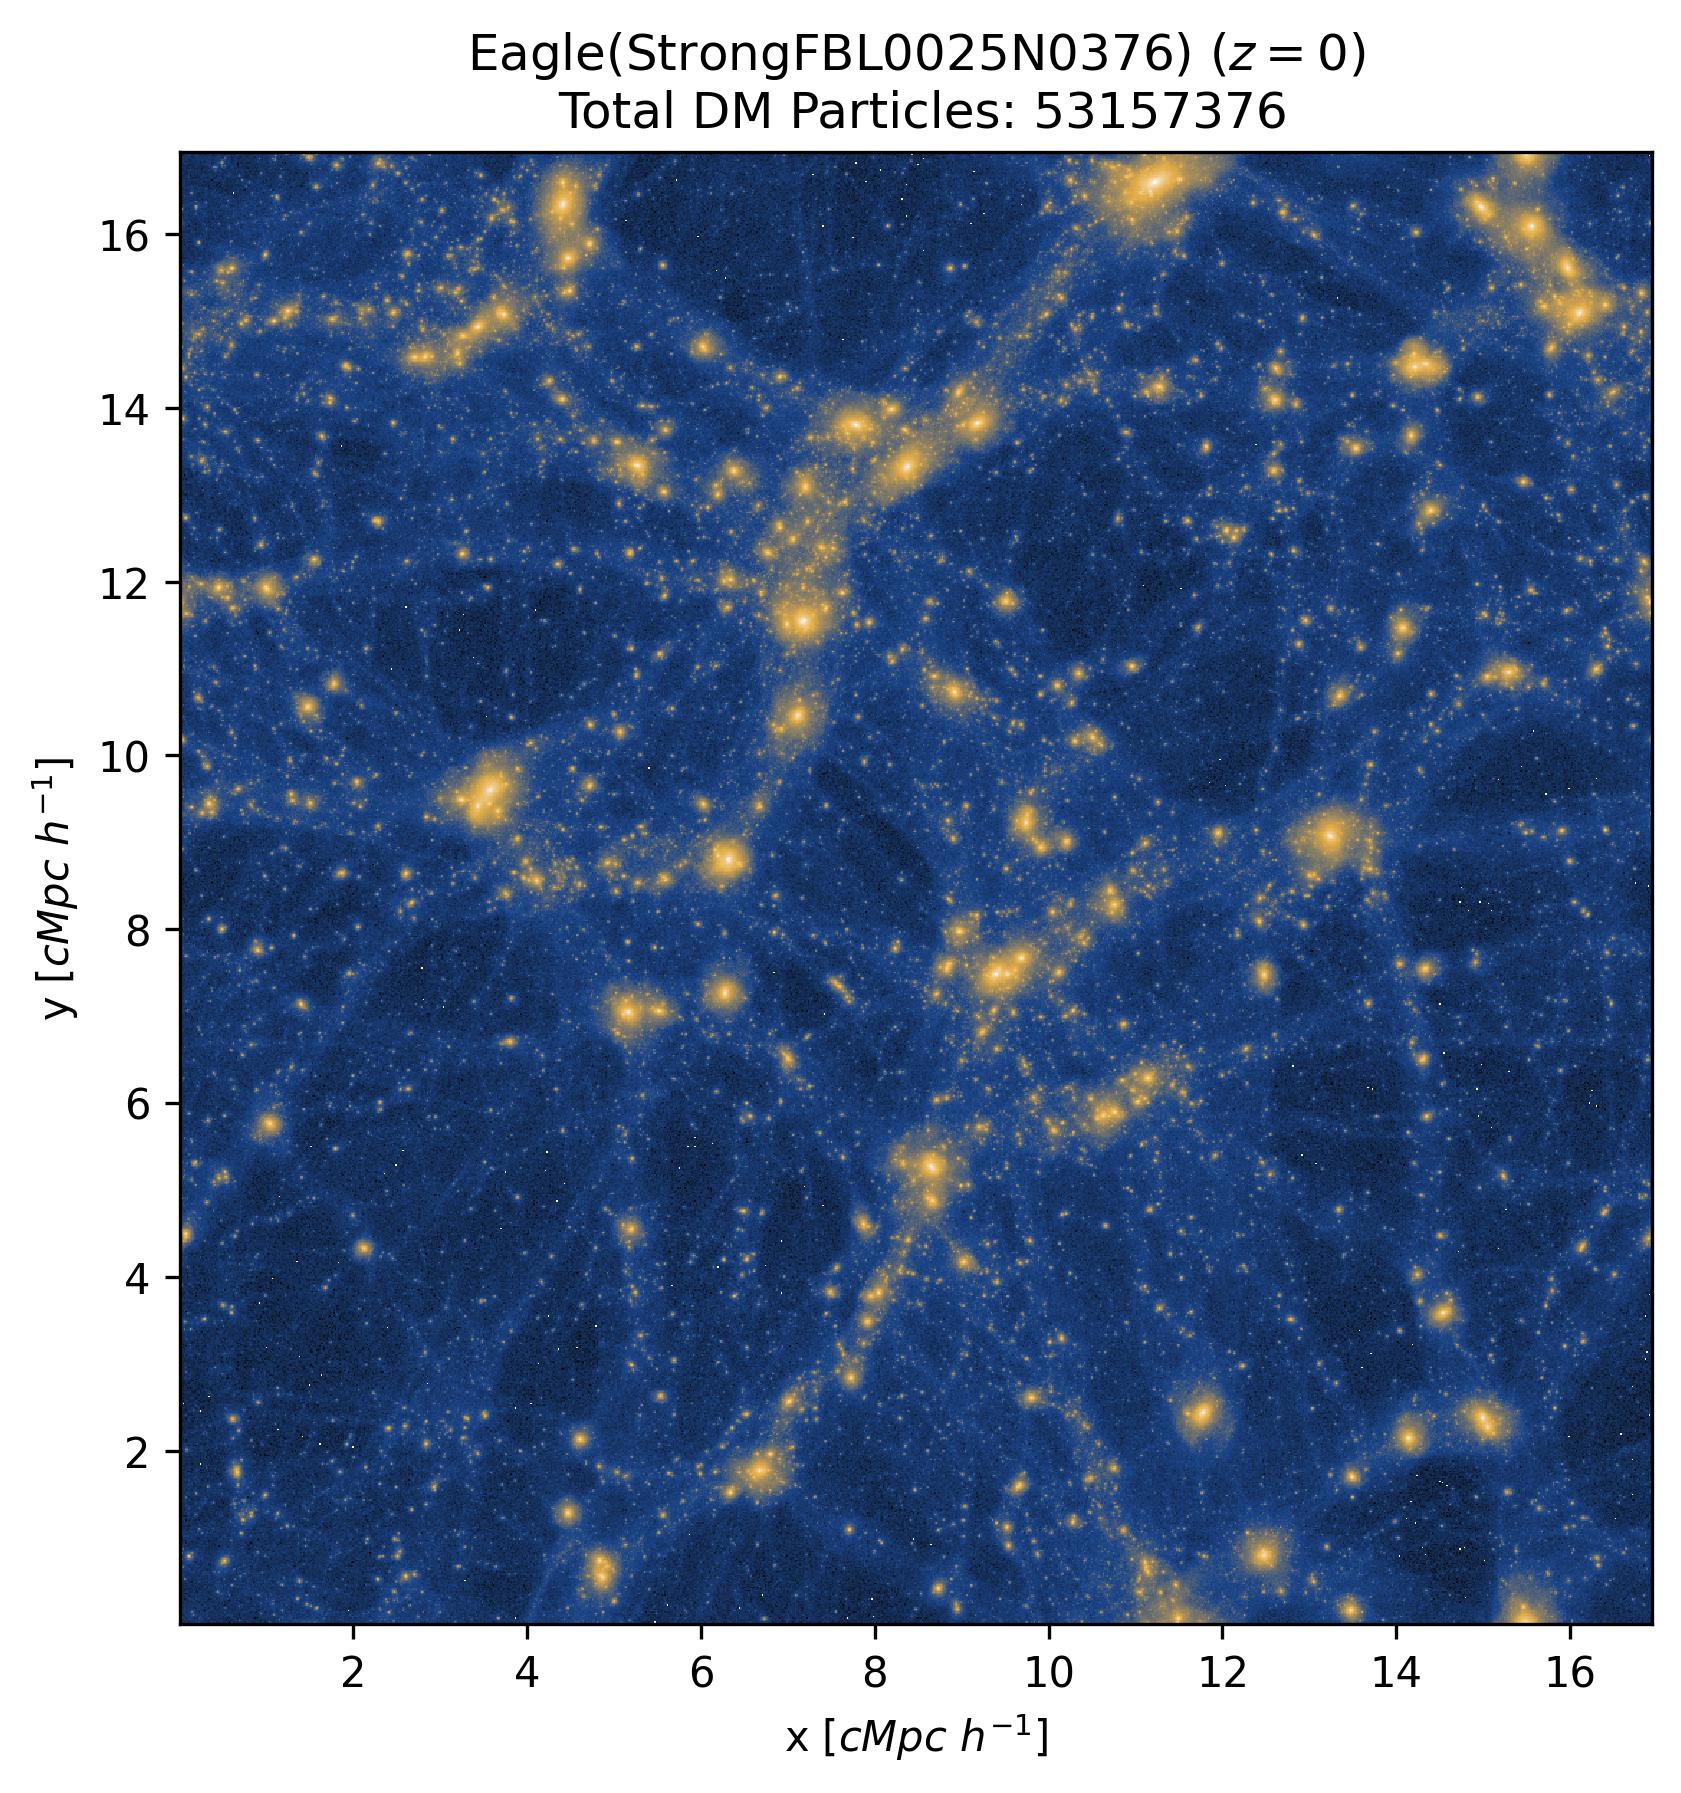 Eagle(StrongFBL0025N0376) (z = 0)
Total DM Particles: 53157376
16
14
12
10
8
6
4
2
y [cMpc h⁻¹]
2 4 6 8 10 12 14 16
x [cMpc h⁻¹]